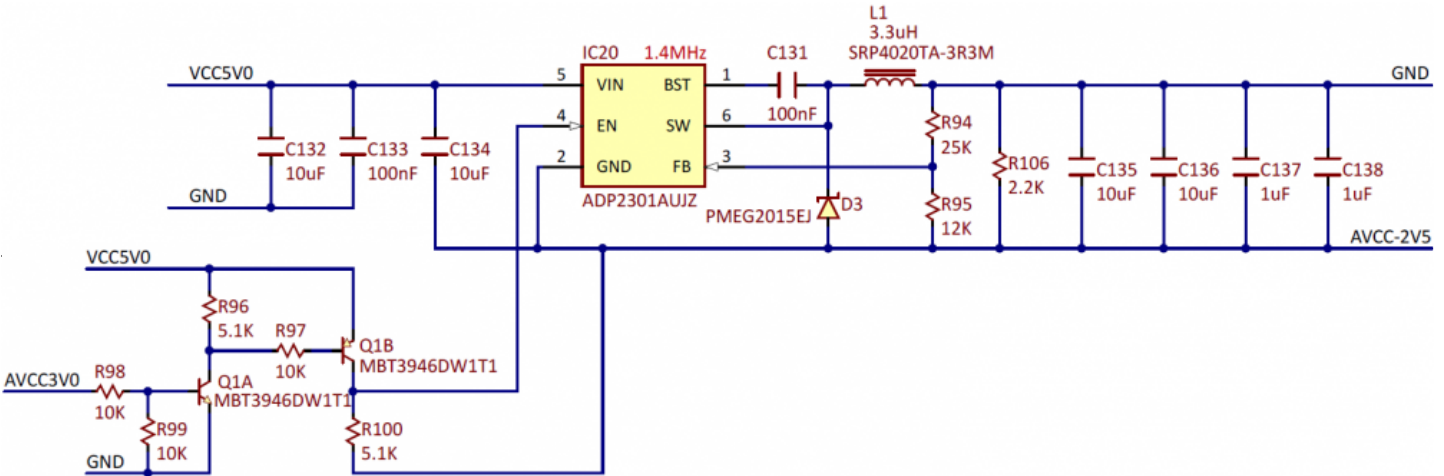 L1
3.3uH
SRP4020TA-3R3M
IC20 1.4MHz
C131
100nF
VCC5V0
GND
5 VIN BST 1
4 EN SW 6
2 GND FB 3
ADP2301AUJZ
C132
10uF
C133
100nF
C134
10uF
GND
R94
25K
R95
12K
R106
2.2K
C135
10uF
C136
10uF
C137
1uF
C138
1uF
PMEG2015EJ D3
AVCC-2V5
VCC5V0
R96
5.1K
R97
10K
Q1B
MBT3946DW1T1
AVCC3V0
R98
10K
Q1A
MBT3946DW1T1
R99
10K
R100
5.1K
GND